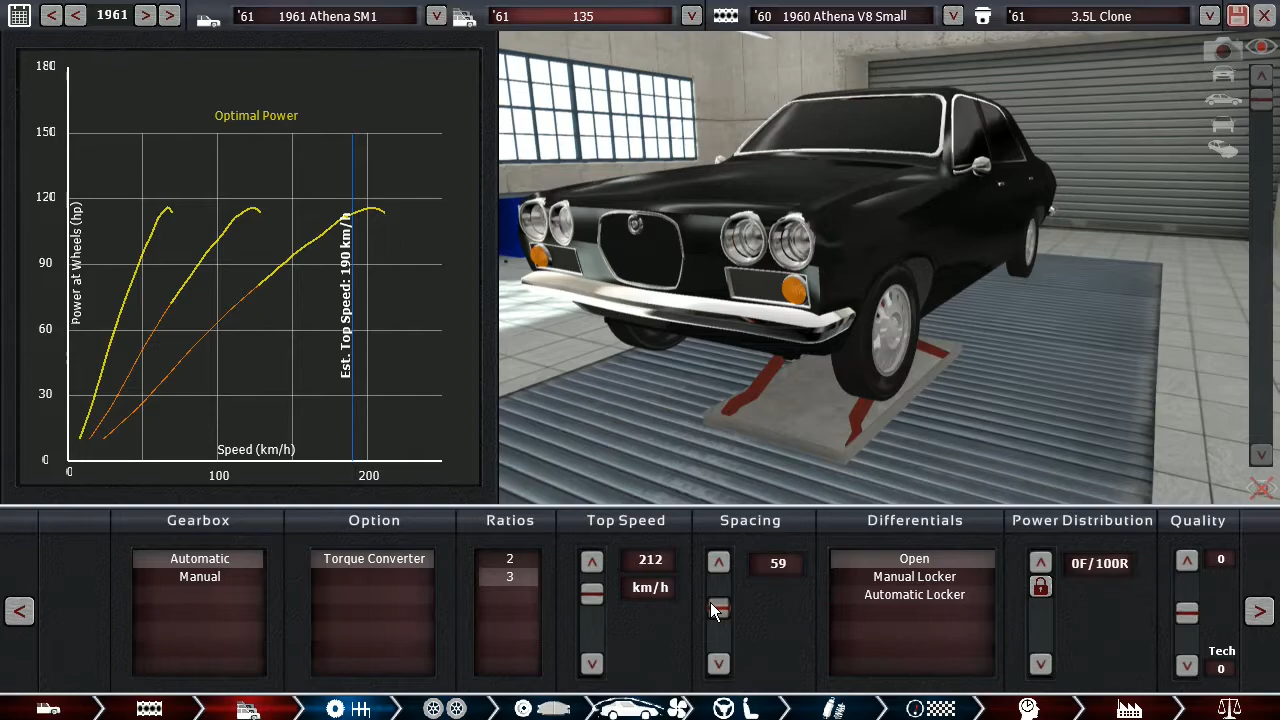 1961
'61 1961 Athena SM1
'61 135
'60 1960 Athena V8 Small
'61 3.5L Clone
180
150
120
90
60
30
0
Optimal Power
Power at Wheels (hp)
Est. Top Speed: 190 km/h
Speed (km/h)
0
100
200
Gearbox
Automatic
Manual
Option
Torque Converter
Ratios
2
3
Top Speed
212
km/h
Spacing
59
Differentials
Open
Manual Locker
Automatic Locker
Power Distribution
0F/100R
Quality
0
Tech
0